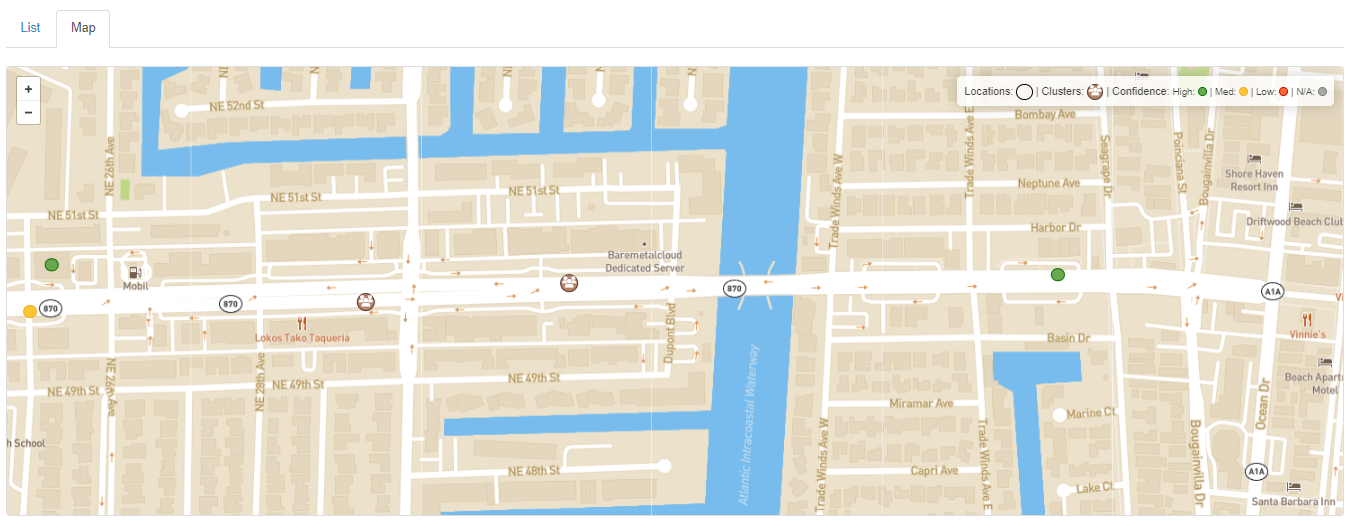 List
Map
+
−
Locations: | Clusters: | Confidence: High: | Med: | Low: | N/A:
NE 52nd St
NE 26th Ave
NE 51st St
NE 51st St
NE 51st St
Bombay Ave
Neptune Ave
Harbor Dr
Trade Winds Ave W
Trade Winds Ave E
Seagrape Dr
Poinciana St
Bougainvilla Dr
Shore Haven
Resort Inn
Driftwood Beach Club
Baremetalcloud
Dedicated Server
Mobil
870
870
870
A1A
Lokos Tako Taqueria
Dupont Blvd
Basin Dr
Vinnie's
NE 49th St
NE 26th Ave
NE 28th Ave
NE 49th St
NE 49th St
Atlantic Intracoastal Waterway
Miramar Ave
Marine Ct
Beach Apart
Motel
Ocean Dr
h School
NE 48th St
Trade Winds Ave W
Capri Ave
Trade Winds Ave E
Lake Ct
Bougainvilla Dr
A1A
Santa Barbara Inn